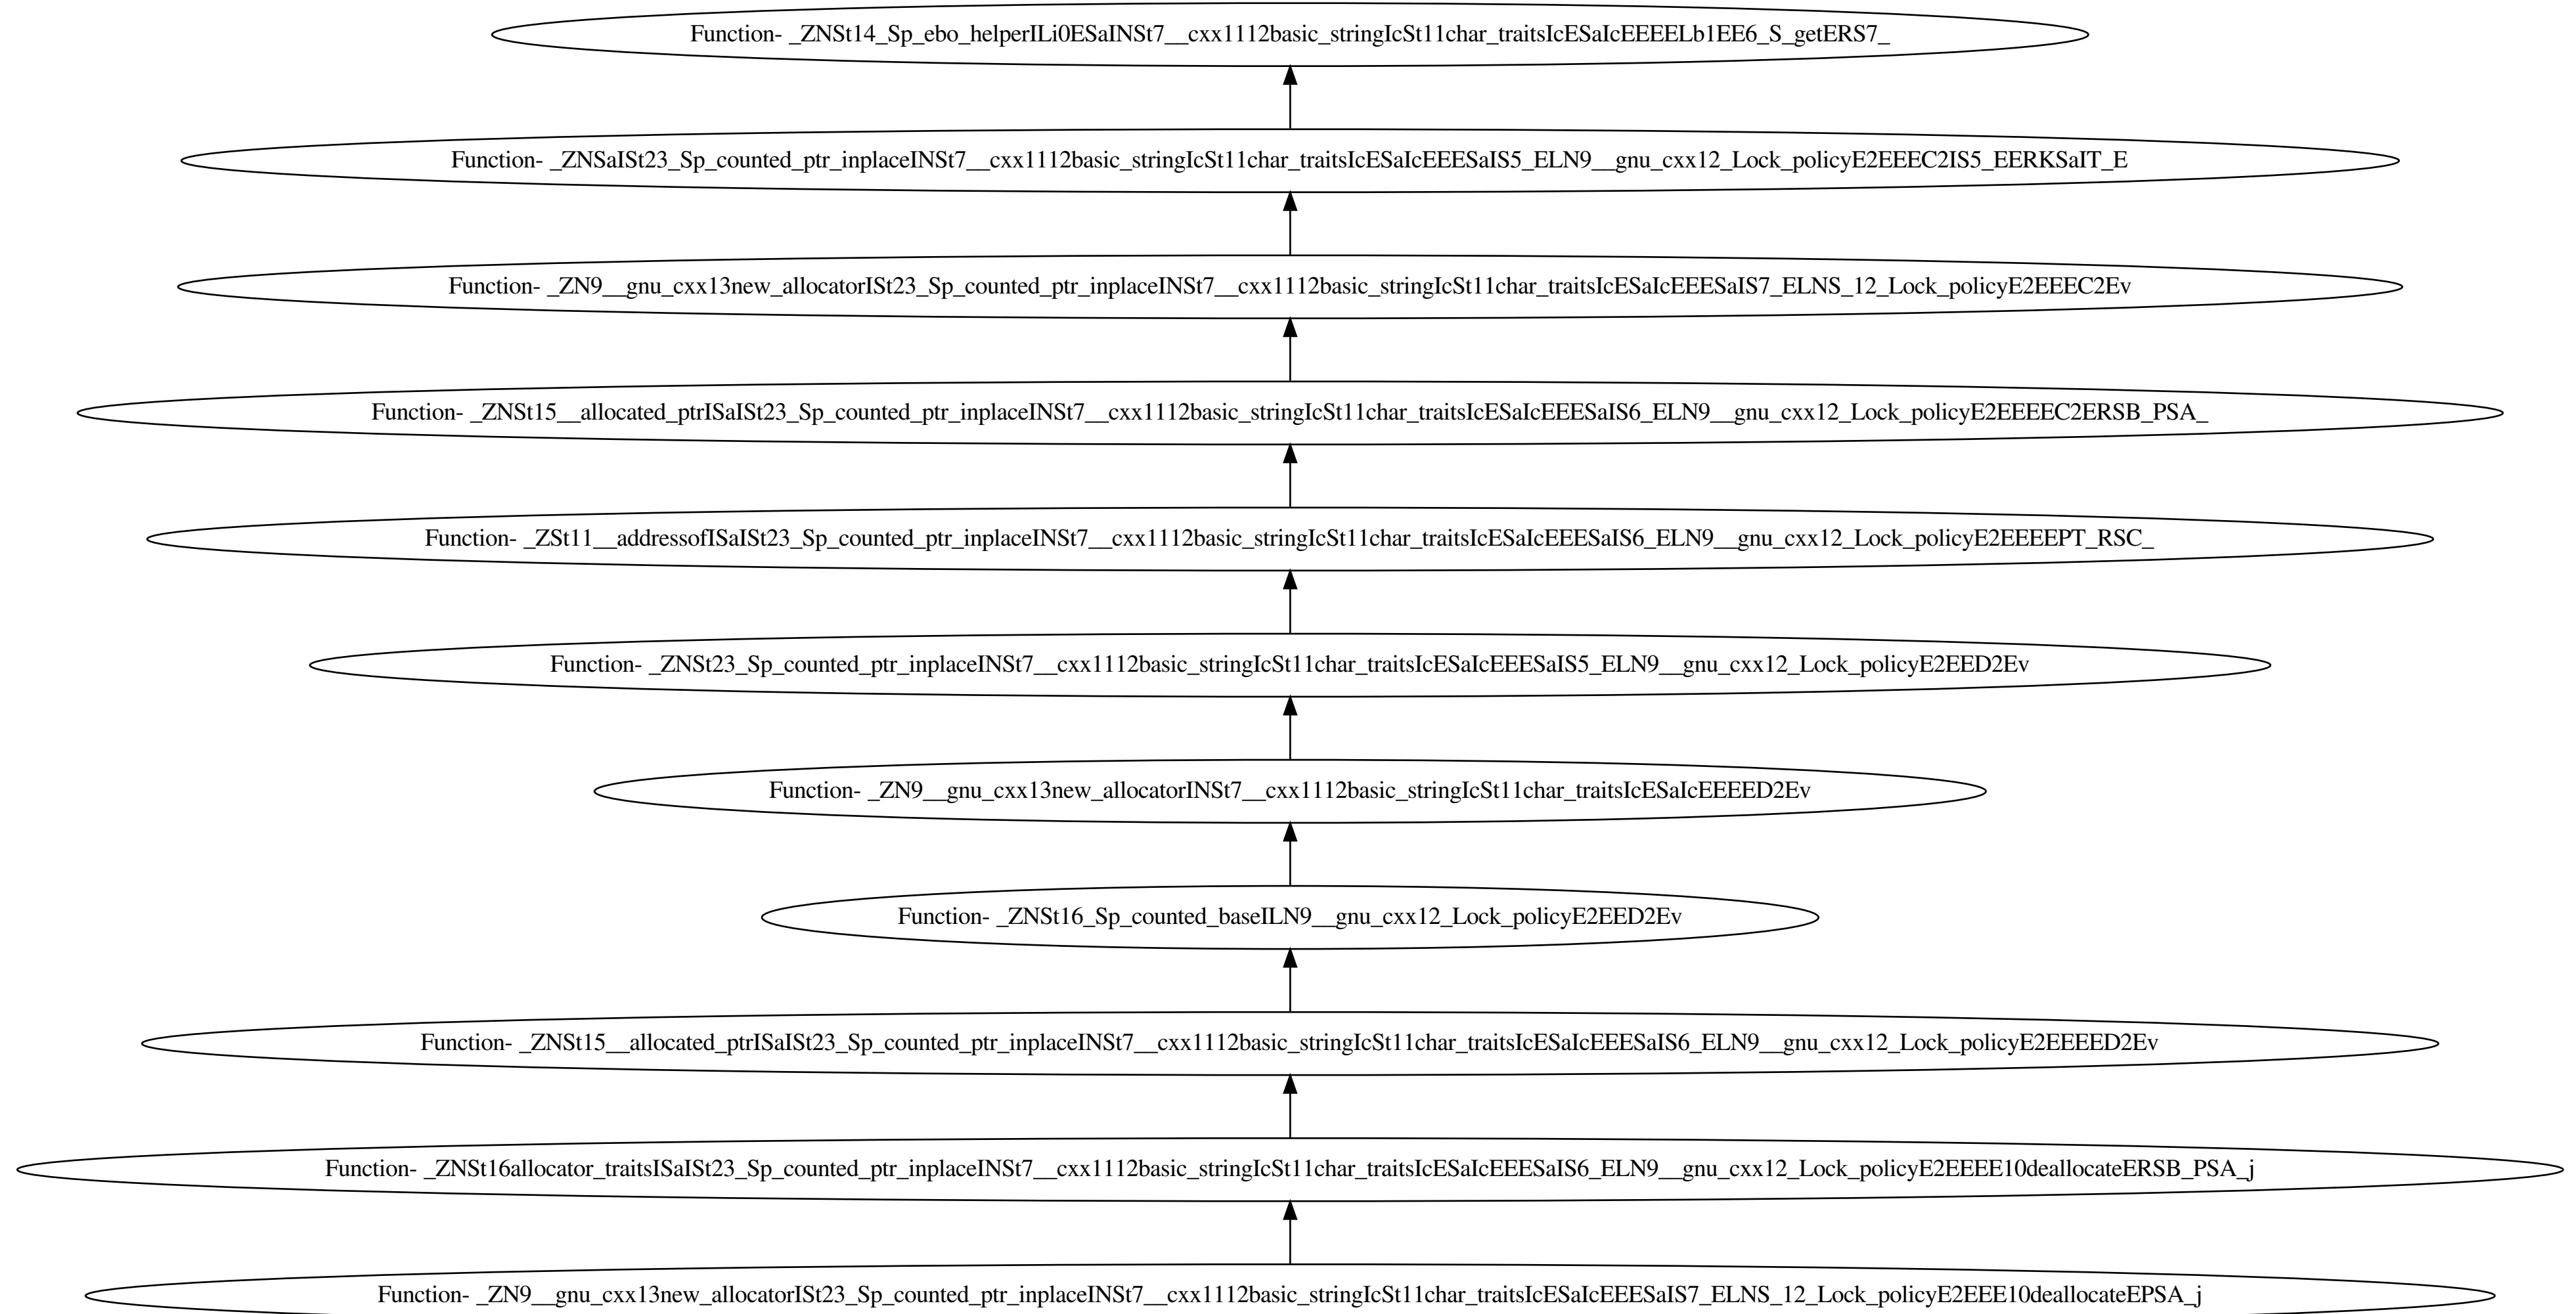 Function- _ZNSt14_Sp_ebo_helperILi0ESaINSt7__cxx1112basic_stringIcSt11char_traitsIcESaIcEEEELb1EE6_S_getERS7_
Function- _ZNSaISt23_Sp_counted_ptr_inplaceINSt7__cxx1112basic_stringIcSt11char_traitsIcESaIcEEESaIS5_ELN9__gnu_cxx12_Lock_policyE2EEEC2IS5_EERKSaIT_E
Function- _ZN9__gnu_cxx13new_allocatorISt23_Sp_counted_ptr_inplaceINSt7__cxx1112basic_stringIcSt11char_traitsIcESaIcEEESaIS7_ELNS_12_Lock_policyE2EEEC2Ev
Function- _ZNSt15__allocated_ptrISaISt23_Sp_counted_ptr_inplaceINSt7__cxx1112basic_stringIcSt11char_traitsIcESaIcEEESaIS6_ELN9__gnu_cxx12_Lock_policyE2EEEEC2ERSB_PSA_
Function- _ZSt11__addressofISaISt23_Sp_counted_ptr_inplaceINSt7__cxx1112basic_stringIcSt11char_traitsIcESaIcEEESaIS6_ELN9__gnu_cxx12_Lock_policyE2EEEEPT_RSC_
Function- _ZNSt23_Sp_counted_ptr_inplaceINSt7__cxx1112basic_stringIcSt11char_traitsIcESaIcEEESaIS5_ELN9__gnu_cxx12_Lock_policyE2EED2Ev
Function- _ZN9__gnu_cxx13new_allocatorINSt7__cxx1112basic_stringIcSt11char_traitsIcESaIcEEEED2Ev
Function- _ZNSt16_Sp_counted_baseILN9__gnu_cxx12_Lock_policyE2EED2Ev
Function- _ZNSt15__allocated_ptrISaISt23_Sp_counted_ptr_inplaceINSt7__cxx1112basic_stringIcSt11char_traitsIcESaIcEEESaIS6_ELN9__gnu_cxx12_Lock_policyE2EEEED2Ev
Function- _ZNSt16allocator_traitsISaISt23_Sp_counted_ptr_inplaceINSt7__cxx1112basic_stringIcSt11char_traitsIcESaIcEEESaIS6_ELN9__gnu_cxx12_Lock_policyE2EEEE10deallocateERSB_PSA_j
Function- _ZN9__gnu_cxx13new_allocatorISt23_Sp_counted_ptr_inplaceINSt7__cxx1112basic_stringIcSt11char_traitsIcESaIcEEESaIS7_ELNS_12_Lock_policyE2EEE10deallocateEPSA_j